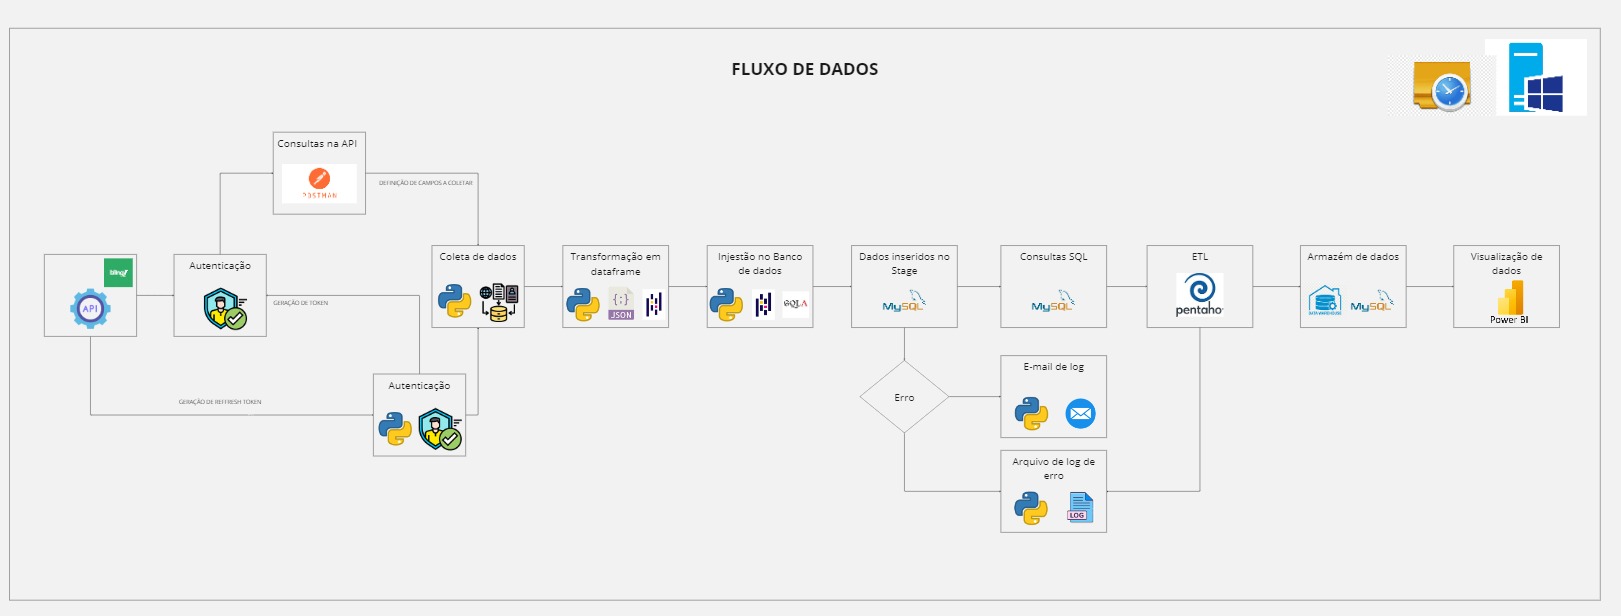 FLUXO DE DADOS
Consultas na API
POSTMAN
DEFINIÇÃO DE CAMPOS A COLETAR
bling!
API
Autenticação
GERAÇÃO DE TOKEN
GERAÇÃO DE REFFRESH TOKEN
Autenticação
Coleta de dados
Transformação em
dataframe
{;}
JSON
Injestão no Banco
de dados
SQLA
Dados inseridos no
Stage
MySQL
Consultas SQL
MySQL
ETL
pentaho
Armazém de dados
DATA WAREHOUSE
MySQL
Visualização de
dados
Power BI
Erro
E-mail de log
Arquivo de log de
erro
LOG